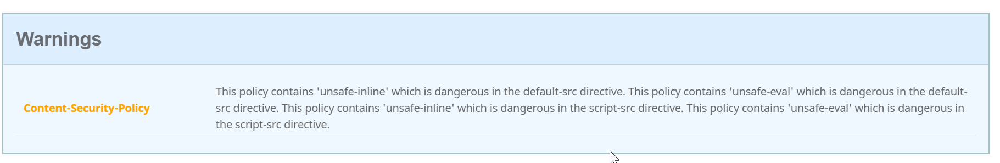 Warnings
This policy contains 'unsafe-inline' which is dangerous in the default-src directive. This policy contains 'unsafe-eval' which is dangerous in the default-
Content-Security-Policy
src directive. This policy contains 'unsafe-inline' which is dangerous in the script-src directive. This policy contains 'unsafe-eval' which is dangerous in
the script-src directive.